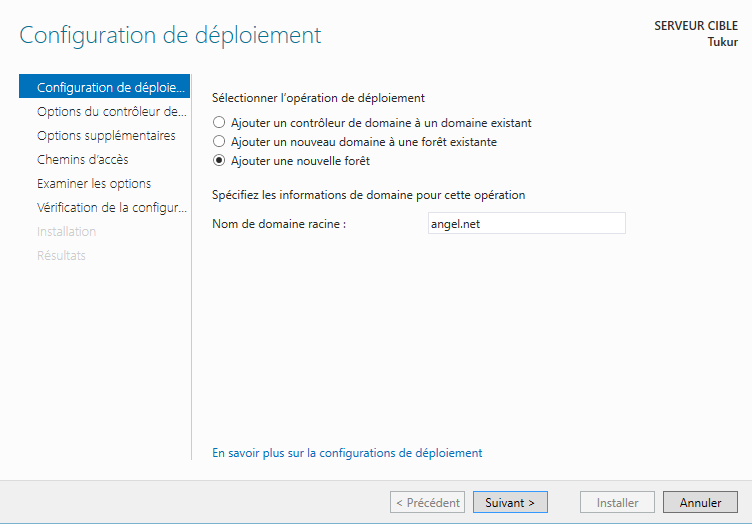 Configuration de déploiement
SERVEUR CIBLE
Tukur
Configuration de déploie...
Options du contrôleur de...
Options supplémentaires
Chemins d'accès
Examiner les options
Vérification de la configur...
Installation
Résultats
Sélectionner l'opération de déploiement
Ajouter un contrôleur de domaine à un domaine existant
Ajouter un nouveau domaine à une forêt existante
Ajouter une nouvelle forêt
Spécifiez les informations de domaine pour cette opération
Nom de domaine racine :
angel.net
En savoir plus sur la configurations de déploiement
< Précédent
Suivant >
Installer
Annuler